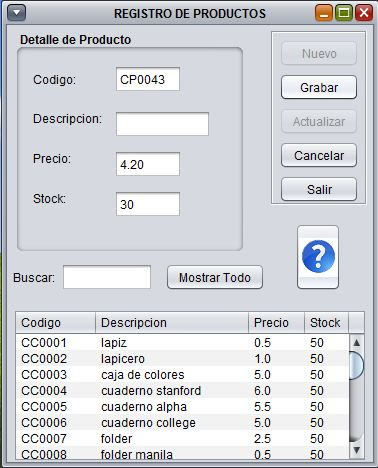 REGISTRO DE PRODUCTOS
Detalle de Producto
Codigo: CP0043
Descripcion:
Precio: 4.20
Stock: 30
Nuevo
Grabar
Actualizar
Cancelar
Salir
?
Buscar: Mostrar Todo
Codigo Descripcion Precio Stock
CC0001 lapiz 0.5 50
CC0002 lapicero 1.0 50
CC0003 caja de colores 5.0 50
CC0004 cuaderno stanford 6.0 50
CC0005 cuaderno alpha 5.5 50
CC0006 cuaderno college 5.0 50
CC0007 folder 2.5 50
CC0008 folder manila 0.5 50